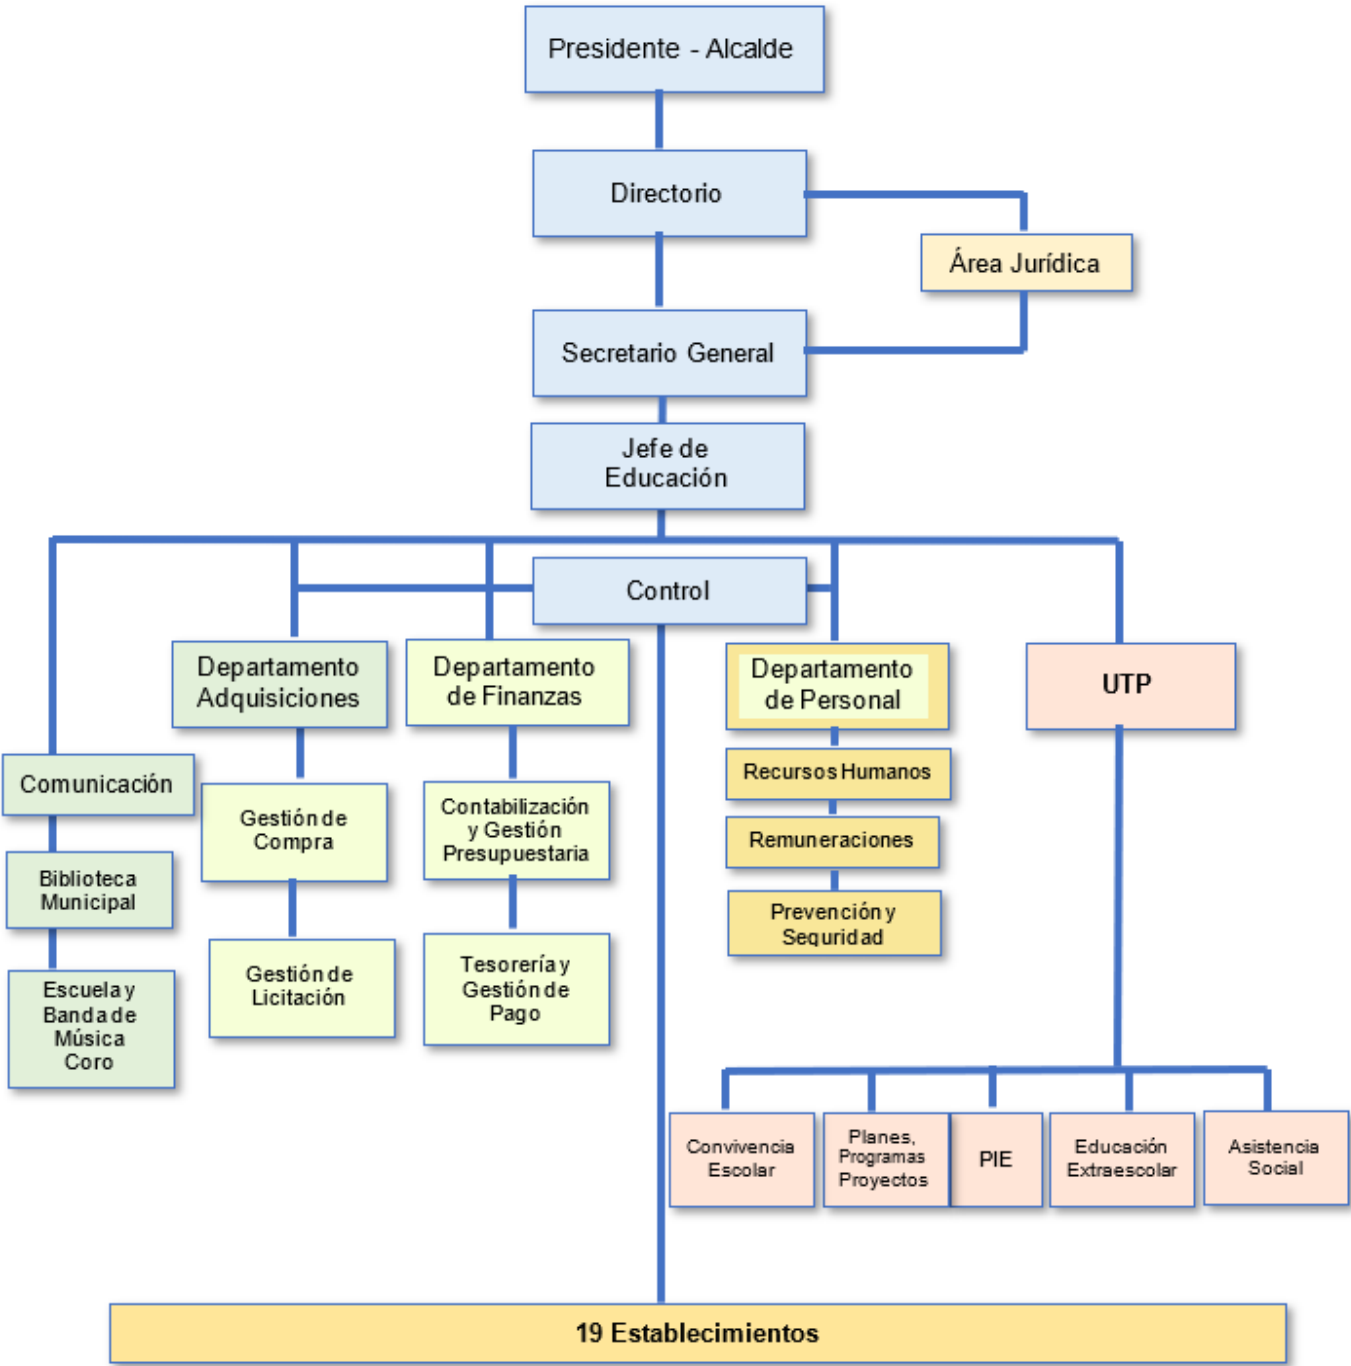 Presidente - Alcalde
Directorio
Área Jurídica
Secretario General
Jefe de
Educación
Control
Departamento
Adquisiciones
Departamento
de Finanzas
Departamento
de Personal
UTP
Comunicación
Gestión de
Compra
Contabilización
y Gestión
Presupuestaria
Recursos Humanos
Remuneraciones
Biblioteca
Municipal
Prevención y
Seguridad
Gestión de
Licitación
Tesorería y
Gestión de
Pago
Escuela y
Banda de
Música
Coro
Convivencia
Escolar
Planes,
Programas
Proyectos
PIE
Educación
Extraescolar
Asistencia
Social
19 Establecimientos